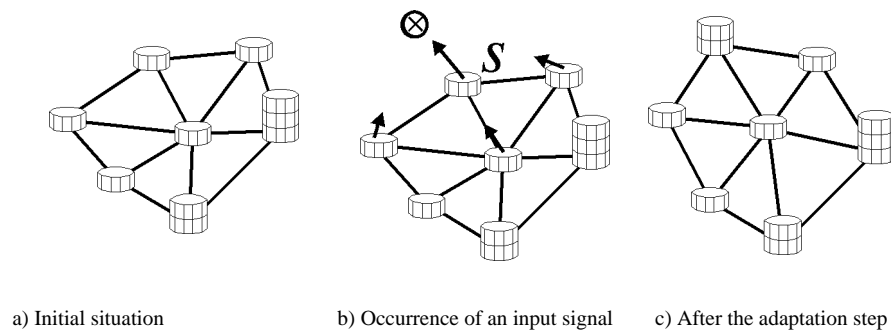 S
a) Initial situation
b) Occurrence of an input signal
c) After the adaptation step